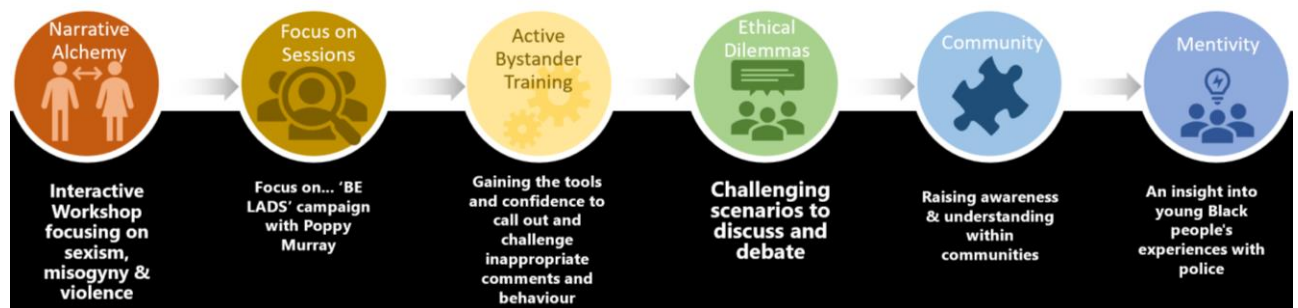 Narrative
Alchemy
Interactive
Workshop
focusing on
sexism,
misogyny &
violence
Focus on
Sessions
Focus on... ‘BE
LADS’ campaign
with Poppy
Murray
Active
Bystander
Training
Gaining the tools
and confidence to
call out and
challenge
inappropriate
comments and
behaviour
Ethical
Dilemmas
Challenging
scenarios to
discuss and
debate
Community
Raising awareness
& understanding
within
communities
Mentivity
An insight into
young Black
people's
experiences with
police